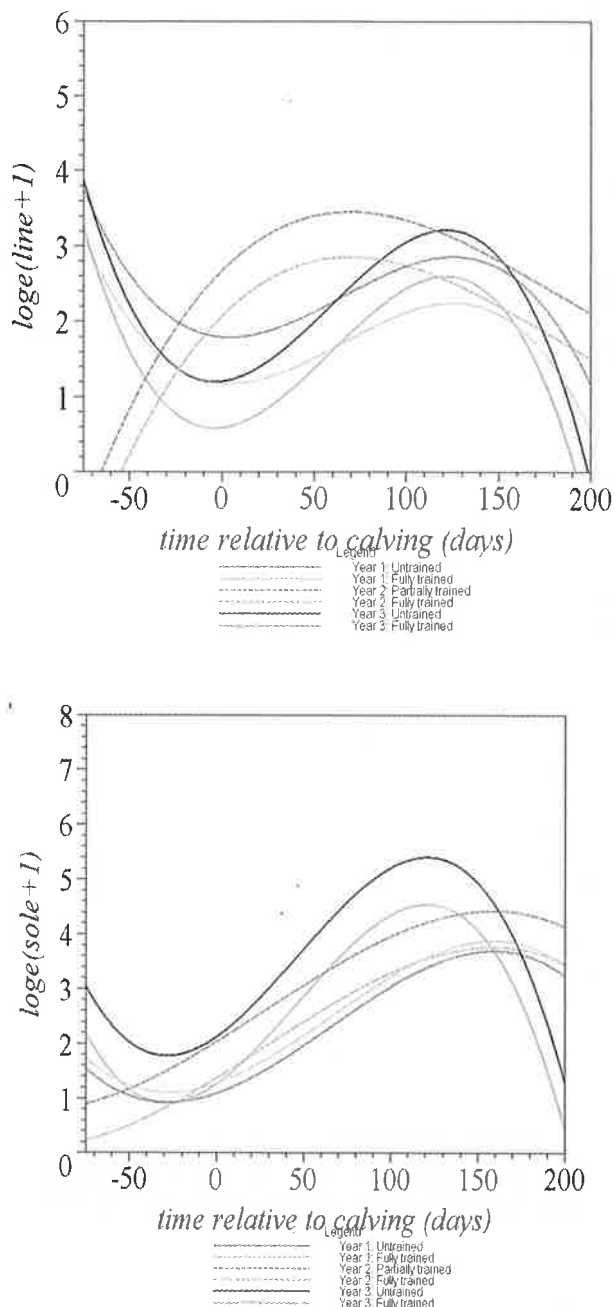 6
5
4
3
2
1
0
loge(line+1)
-50 0 50 100 150 200
time relative to calving (days)
Legend
Year 1: Untrained
Year 1: Fully trained
Year 2: Partially trained
Year 2: Fully trained
Year 3: Untrained
Year 3: Fully trained
8
7
6
5
4
3
2
1
0
loge(sole+1)
-50 0 50 100 150 200
time relative to calving (days)
Legend
Year 1: Untrained
Year 1: Fully trained
Year 2: Partially trained
Year 2: Fully trained
Year 3: Untrained
Year 3: Fully trained